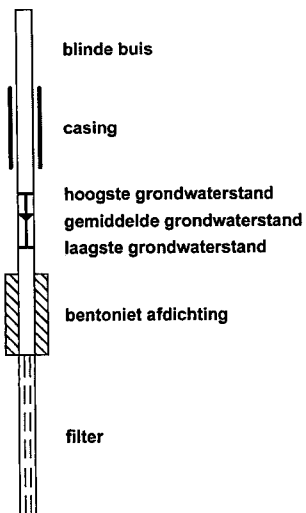 blinde buis
casing
hoogste grondwaterstand
gemiddelde grondwaterstand
laagste grondwaterstand
bentoniet afdichting
filter